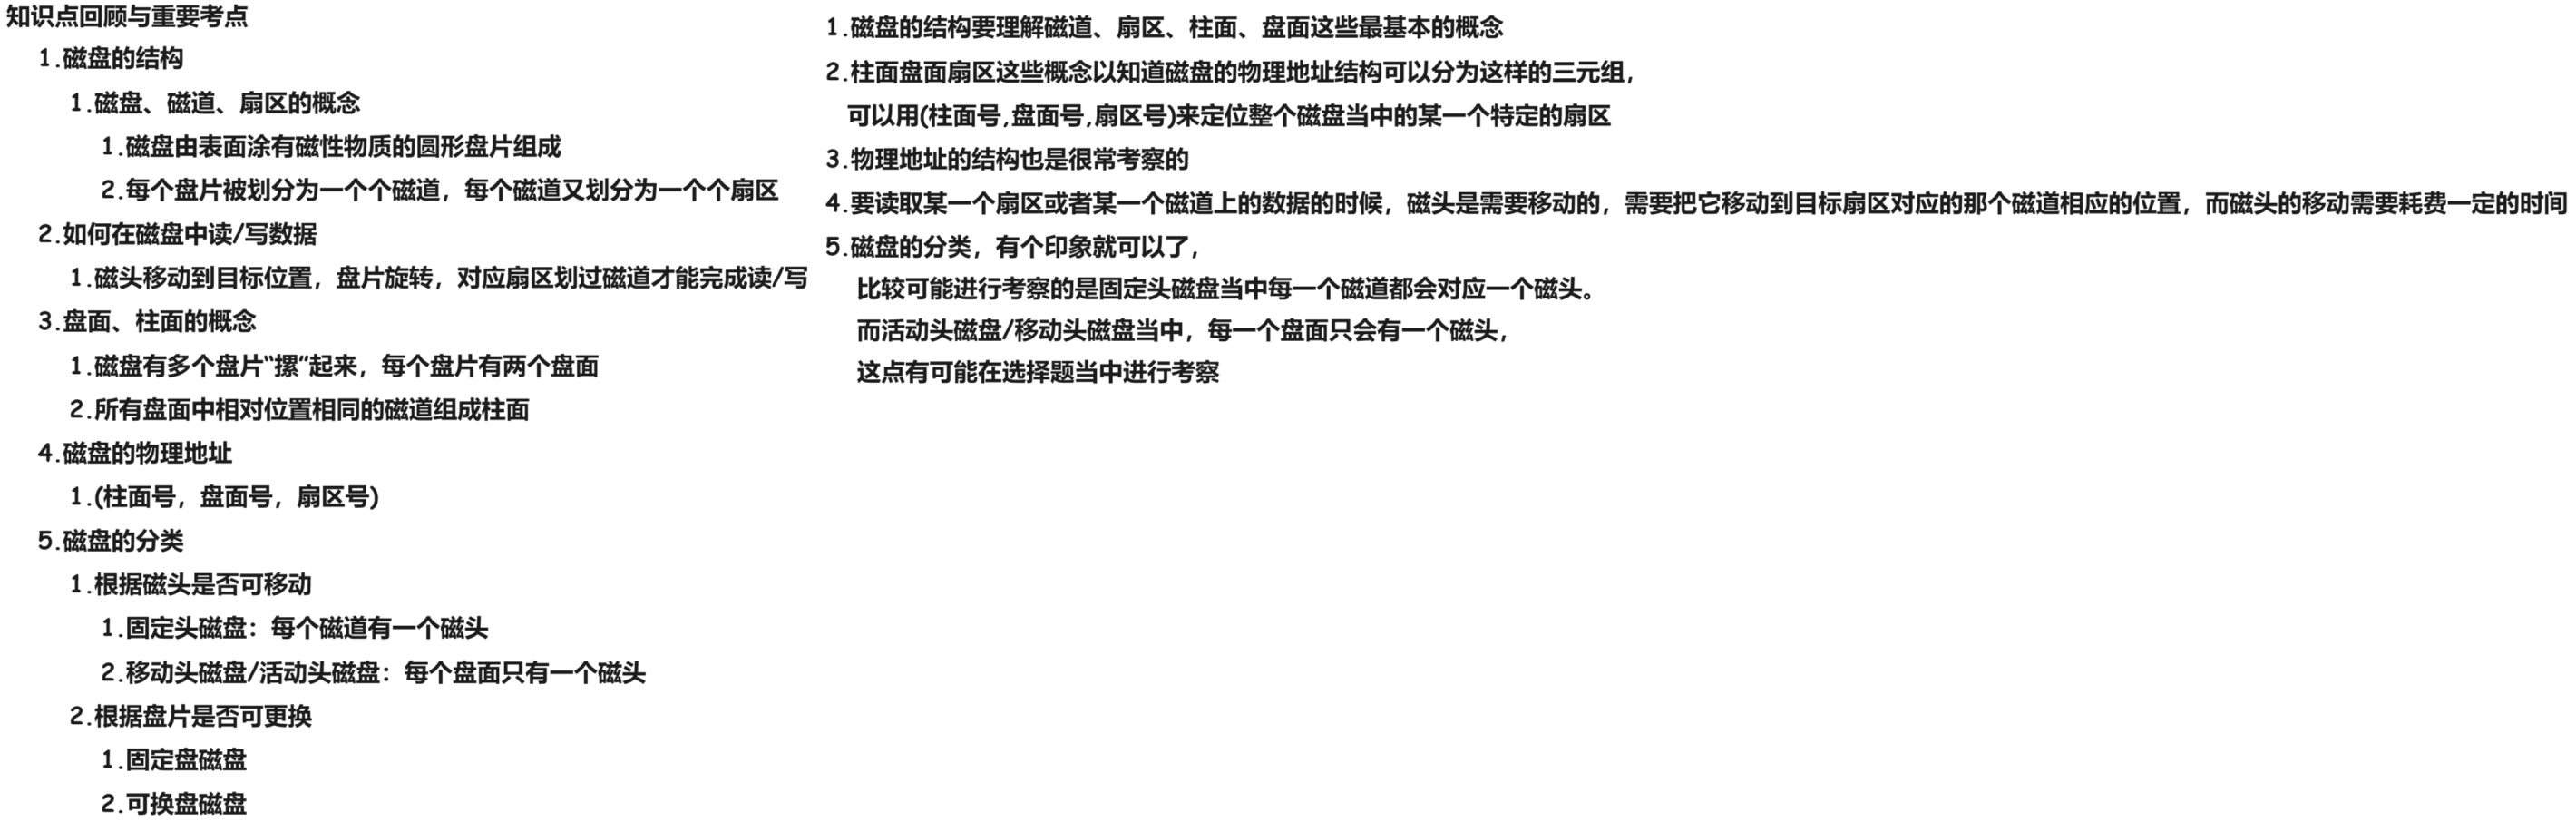 知识点回顾与重要考点
1.磁盘的结构
1.磁盘、磁道、扇区的概念
1.磁盘由表面涂有磁性物质的圆形盘片组成
2.每个盘片被划分为一个个磁道，每个磁道又划分为一个个扇区
2.如何在磁盘中读/写数据
1.磁头移动到目标位置，盘片旋转，对应扇区划过磁道才能完成读/写
3.盘面、柱面的概念
1.磁盘有多个盘片“摞”起来，每个盘片有两个盘面
2.所有盘面中相对位置相同的磁道组成柱面
4.磁盘的物理地址
1.(柱面号，盘面号，扇区号)
5.磁盘的分类
1.根据磁头是否可移动
1.固定头磁盘：每个磁道有一个磁头
2.移动头磁盘/活动头磁盘：每个盘面只有一个磁头
2.根据盘片是否可更换
1.固定盘磁盘
2.可换盘磁盘
1.磁盘的结构要理解磁道、扇区、柱面、盘面这些最基本的概念
2.柱面盘面扇区这些概念以知道磁盘的物理地址结构可以分为这样的三元组，
可以用(柱面号,盘面号,扇区号)来定位整个磁盘当中的某一个特定的扇区
3.物理地址的结构也是很常考察的
4.要读取某一个扇区或者某一个磁道上的数据的时候，磁头是需要移动的，需要把它移动到目标扇区对应的那个磁道相应的位置，而磁头的移动需要耗费一定的时间
5.磁盘的分类，有个印象就可以了，
比较可能进行考察的是固定头磁盘当中每一个磁道都会对应一个磁头。
而活动头磁盘/移动头磁盘当中，每一个盘面只会有一个磁头，
这点有可能在选择题当中进行考察